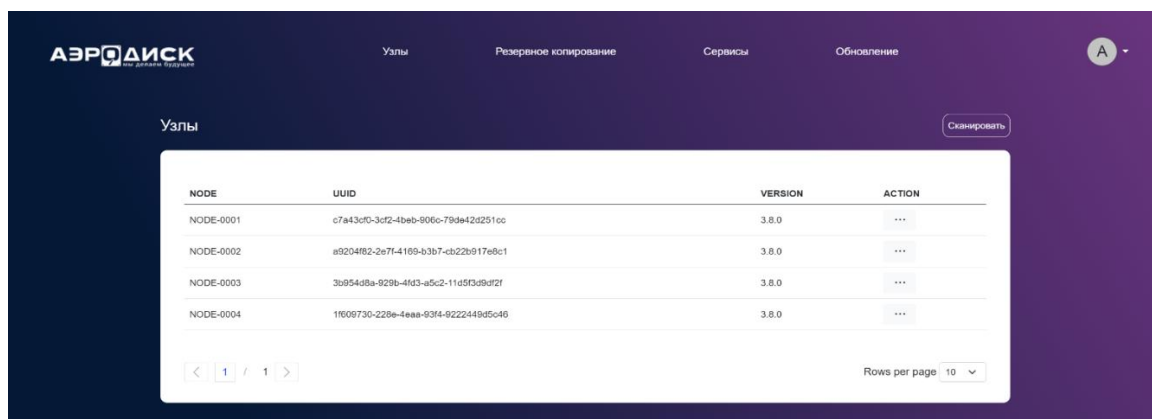 АЭРОДИСК
мы делаем будущее
Узлы Резервное копирование Сервисы Обновление A
Узлы Сканировать
NODE UUID VERSION ACTION
NODE-0001 c7a43cf0-3cf2-4beb-906c-79de42d251cc 3.8.0 ...
NODE-0002 a9204f82-2e7f-4169-b3b7-cb22b917e8c1 3.8.0 ...
NODE-0003 3b954d8a-929b-4fd3-a5c2-11d5f3d9df2f 3.8.0 ...
NODE-0004 1f609730-228e-4eaa-93f4-9222449d5c46 3.8.0 ...
< 1 / 1 > Rows per page 10